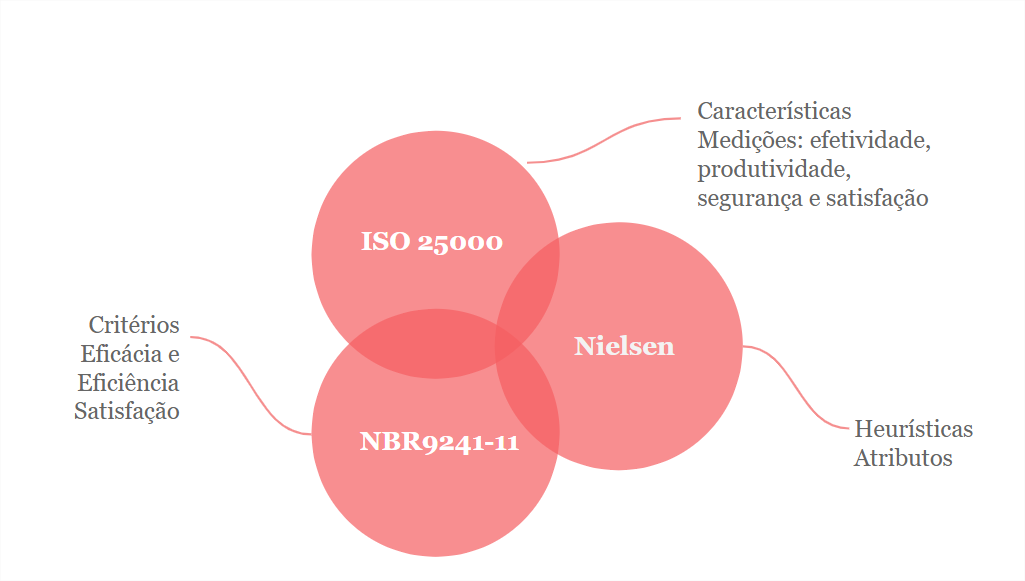 Características
Medições: efetividade,
produtividade,
segurança e satisfação
ISO 25000
Critérios
Eficácia e
Eficiência
Satisfação
Nielsen
NBR9241-11
Heurísticas
Atributos